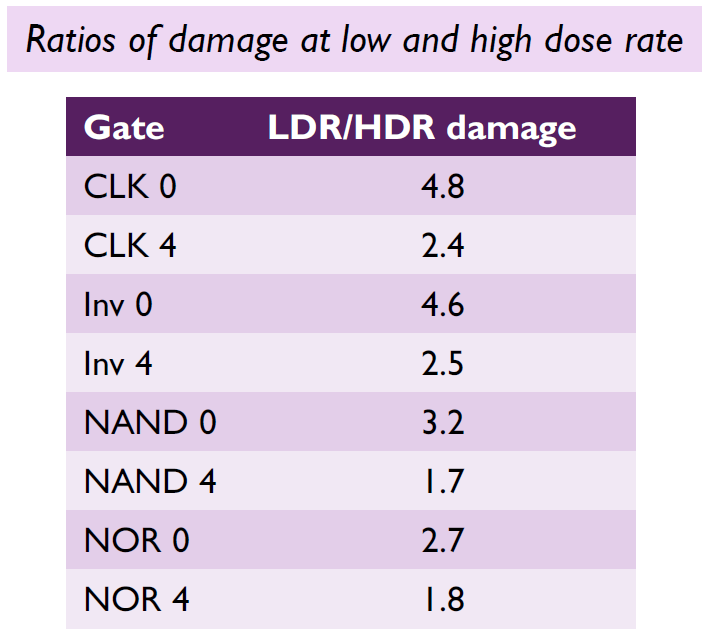 Ratios of damage at low and high dose rate
Gate LDR/HDR damage
CLK 0 4.8
CLK 4 2.4
Inv 0 4.6
Inv 4 2.5
NAND 0 3.2
NAND 4 1.7
NOR 0 2.7
NOR 4 1.8